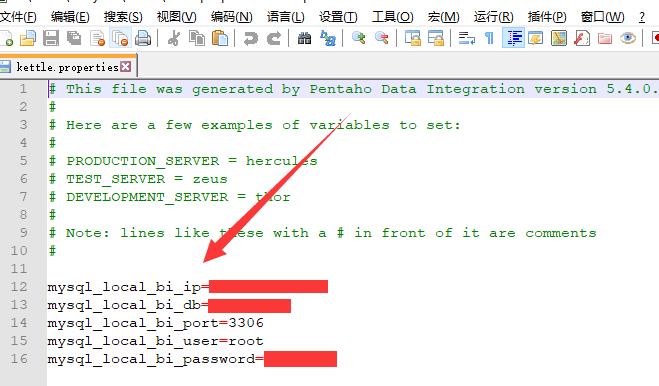 文件(F) 编辑(E) 搜索(S) 视图(V) 编码(N) 语言(L) 设置(T) 工具(O) 宏(M) 运行(R) 插件(P) 窗口(W) ?
kettle.properties
1 # This file was generated by Pentaho Data Integration version 5.4.0.
2 #
3 # Here are a few examples of variables to set:
4 #
5 # PRODUCTION_SERVER = hercules
6 # TEST_SERVER = zeus
7 # DEVELOPMENT_SERVER = thor
8 #
9 # Note: lines like these with a # in front of it are comments
10 #
11
12 mysql_local_bi_ip=
13 mysql_local_bi_db=
14 mysql_local_bi_port=3306
15 mysql_local_bi_user=root
16 mysql_local_bi_password=